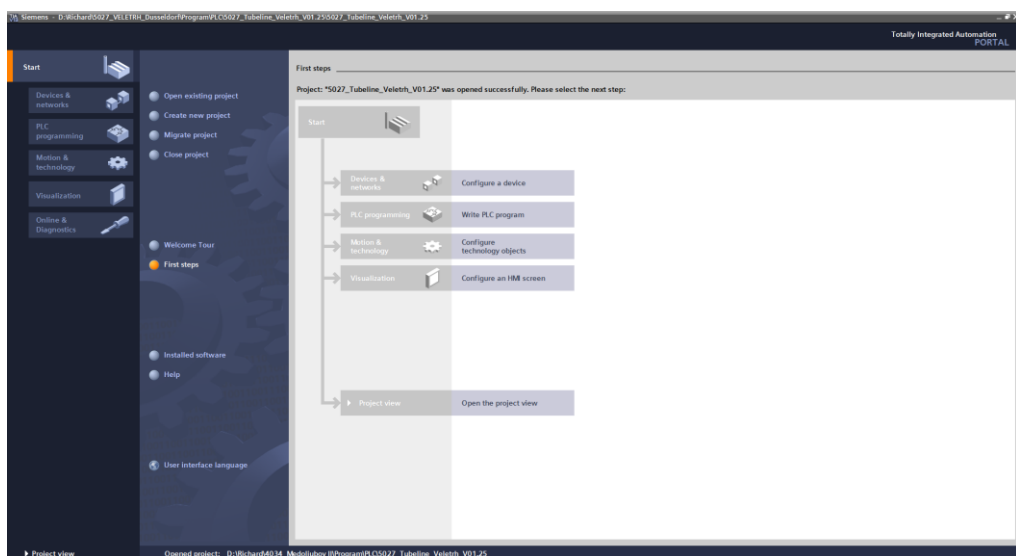 Siemens - D:\Richard\5027_VELETRH_Dusseldorf\Program\PLC\5027_Tubeline_Veletrh_V01.25\5027_Tubeline_Veletrh_V01.25
Totally Integrated Automation
PORTAL
Start
Devices &
networks
PLC
programming
Motion &
technology
Visualization
Online &
Diagnostics
Open existing project
Create new project
Migrate project
Close project
Welcome Tour
First steps
Installed software
Help
User interface language
First steps
Project: "5027_Tubeline_Veletrh_V01.25" was opened successfully. Please select the next step:
Start
Devices &
networks
Configure a device
PLC programming
Write PLC program
Motion &
technology
Configure
technology objects
Visualization
Configure an HMI screen
Project view
Open the project view
Project view
Opened project: D:\Richard\4034_Medoliubov II\Program\PLC\5027_Tubeline_Veletrh_V01.25